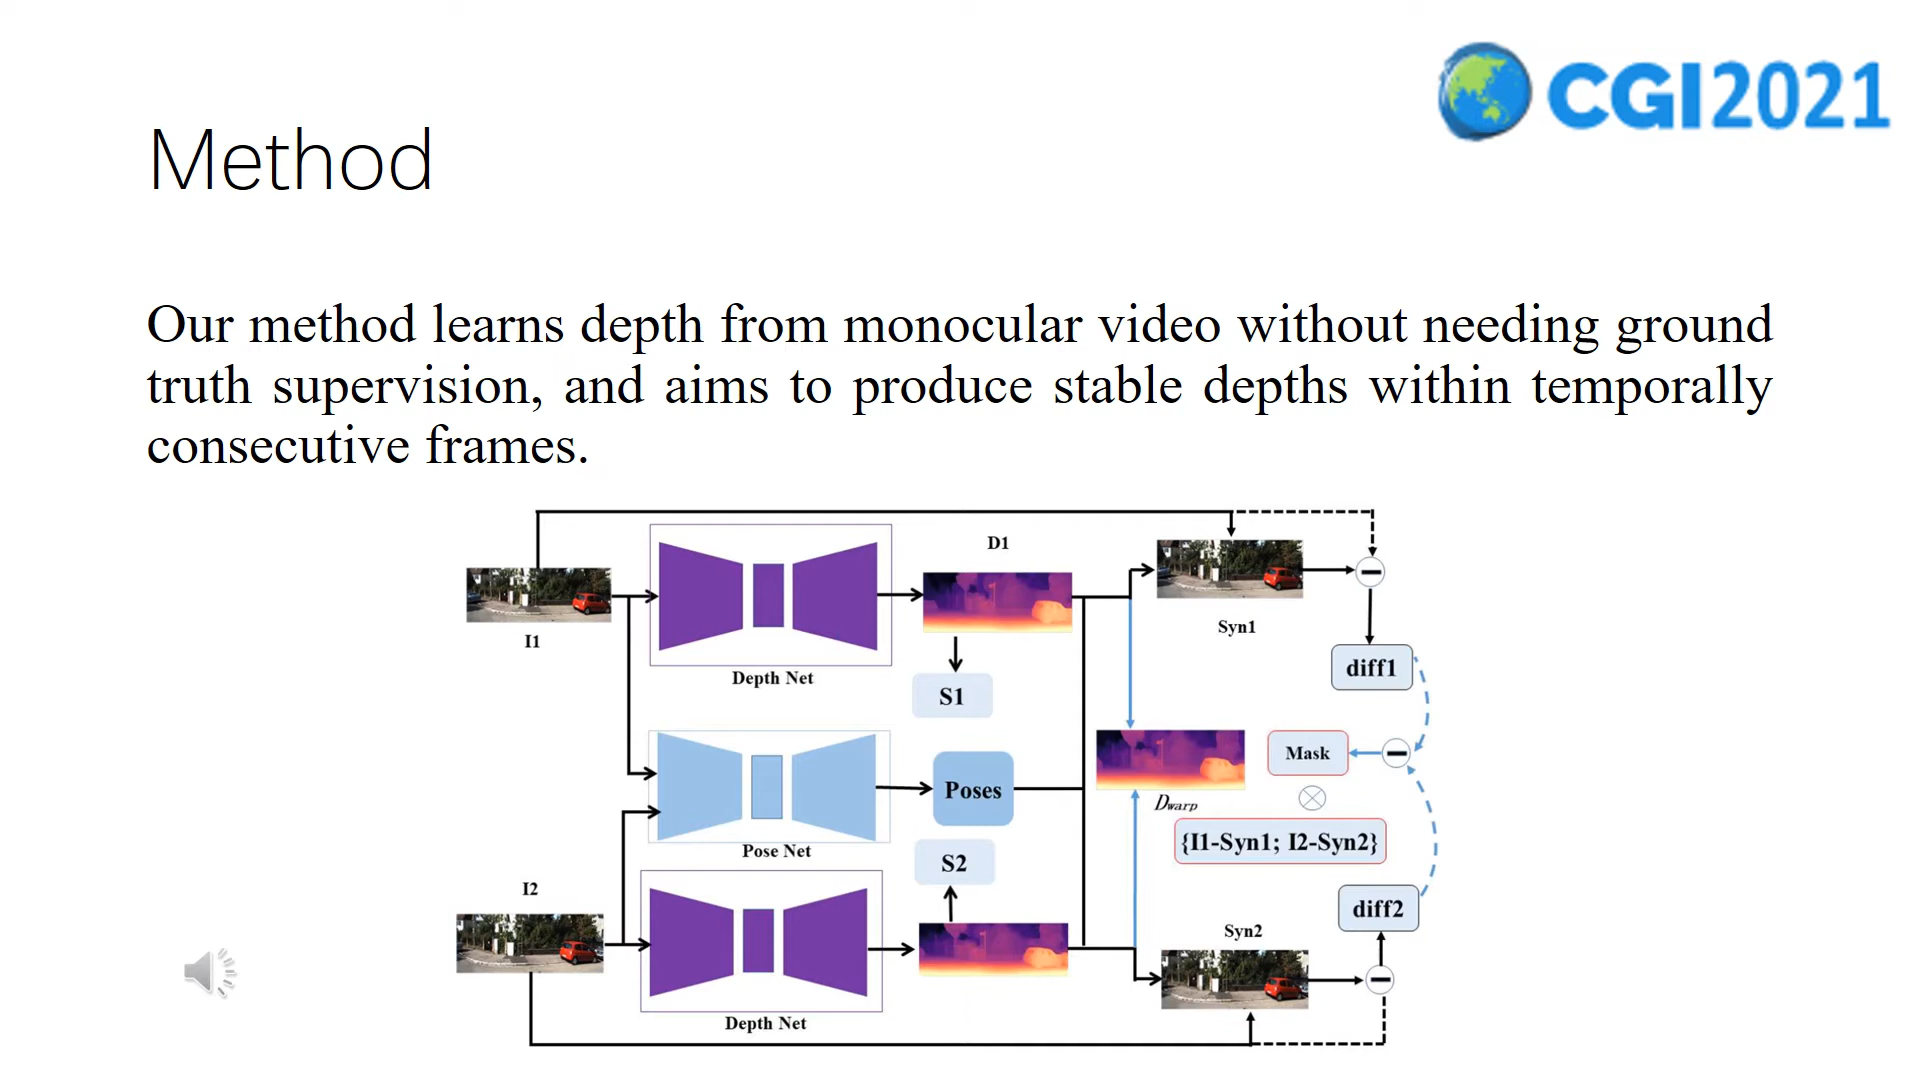 CGI2021
Method
Our method learns depth from monocular video without needing ground
truth supervision, and aims to produce stable depths within temporally
consecutive frames.
D1
I1
Syn1
Depth Net
S1
diff1
Mask
Poses
Dwarp
{I1-Syn1; I2-Syn2}
Pose Net
S2
I2
diff2
Syn2
Depth Net